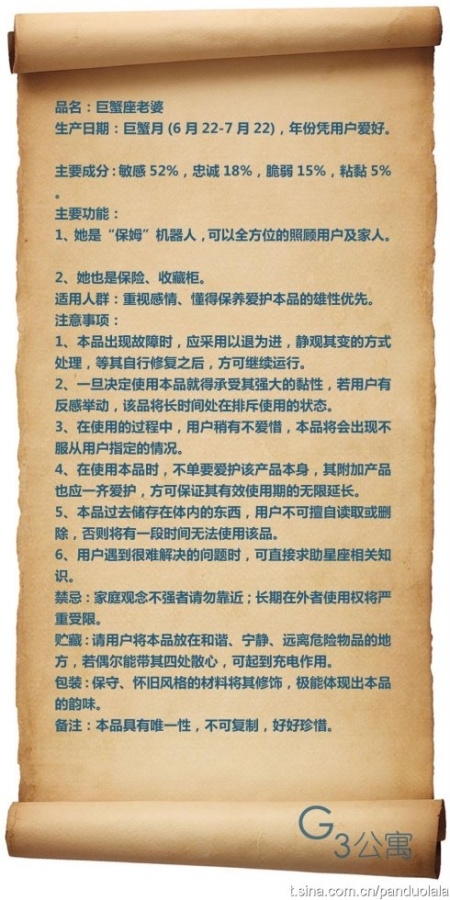 品名：巨蟹座老婆
生产日期：巨蟹月(6月22-7月22)，年份凭用户爱好。
主要成分：敏感52%，忠诚18%，脆弱15%，粘黏5%
。
主要功能：
1、她是“保姆”机器人，可以全方位的照顾用户及家人。
2、她也是保险、收藏柜。
适用人群：重视感情、懂得保养爱护本品的雄性优先。
注意事项：
1、本品出现故障时，应采用以退为进，静观其变的方式
处理，等其自行修复之后，方可继续运行。
2、一旦决定使用本品就得承受其强大的黏性，若用户有
反感举动，该品将长时间处在排斥使用的状态。
3、在使用的过程中，用户稍有不爱惜，本品将会出现不
服从用户指定的情况。
4、在使用本品时，不单要爱护该产品本身，其附加产品
也应一齐爱护，方可保证其有效使用期的无限延长。
5、本品过去储存在体内的东西，用户不可擅自读取或删
除，否则将有一段时间无法使用该品。
6、用户遇到很难解决的问题时，可直接求助星座相关知
识。
禁忌：家庭观念不强者请勿靠近；长期在外者使用权将严
重受限。
贮藏：请用户将本品放在和谐、宁静、远离危险物品的地
方，若偶尔能带其四处散心，可起到充电作用。
包装：保守、怀旧风格的材料将其修饰，极能体现出本品
的韵味。
备注：本品具有唯一性，不可复制，好好珍惜。
G3公寓
t.sina.com.cn/panduolala